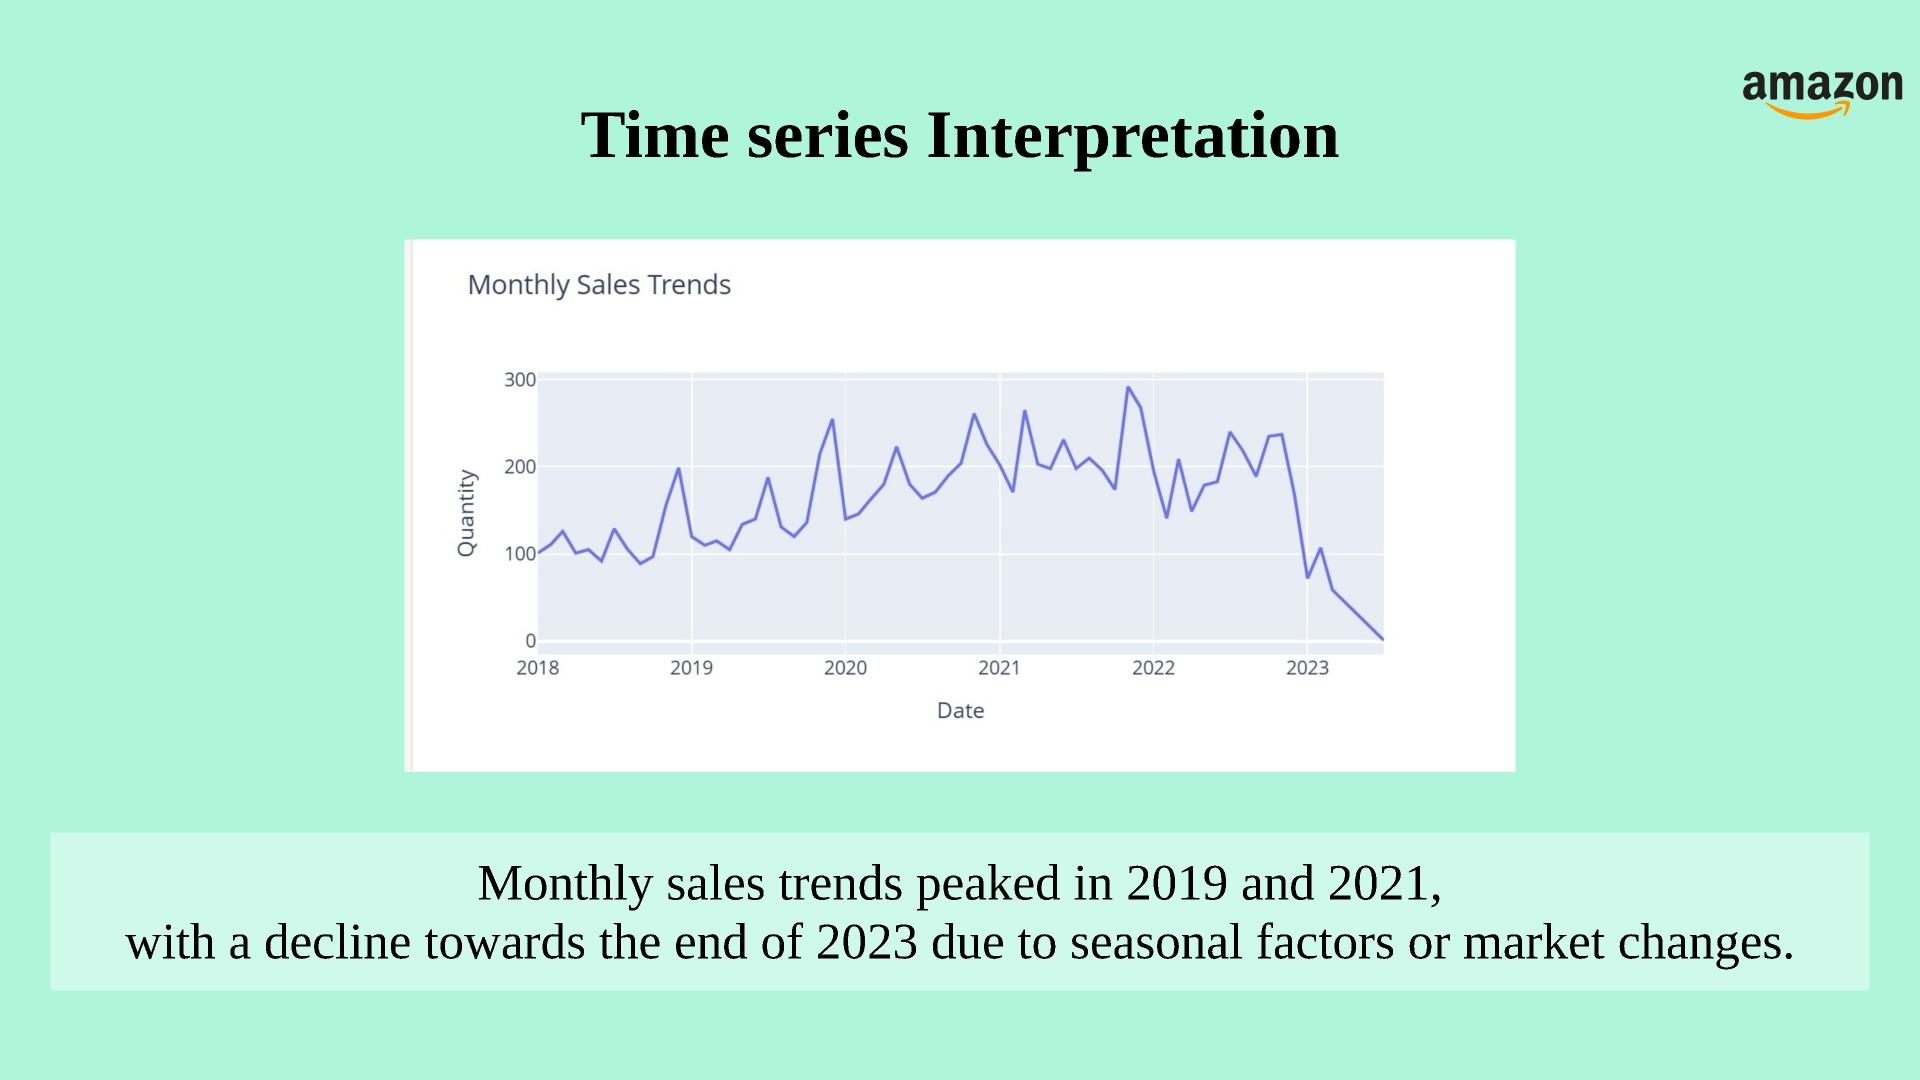 amazon
Time series Interpretation
Monthly Sales Trends
300
200
100
0
Quantity
2018 2019 2020 2021 2022 2023
Date
Monthly sales trends peaked in 2019 and 2021,
with a decline towards the end of 2023 due to seasonal factors or market changes.